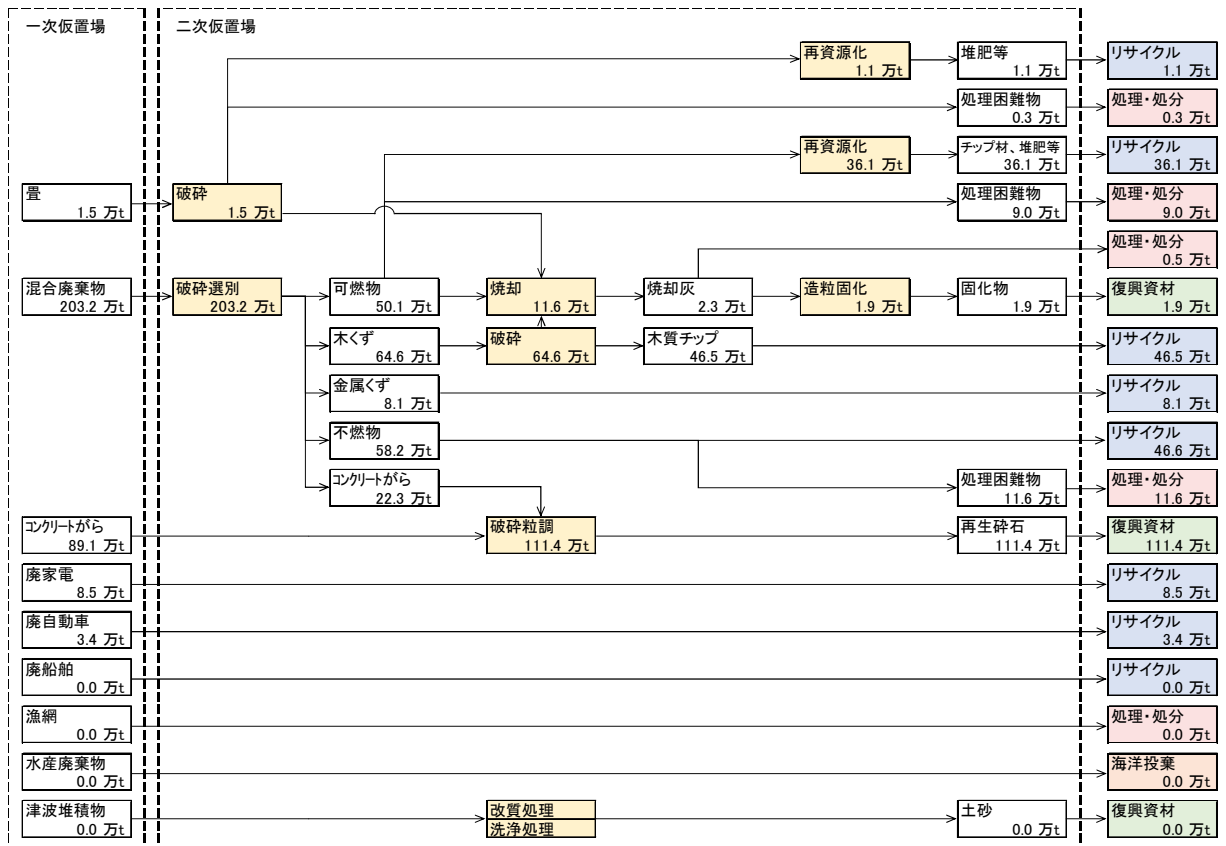 一次仮置場
二次仮置場
再資源化
1.1 万t
堆肥等
1.1 万t
リサイクル
1.1 万t
処理困難物
0.3 万t
処理・処分
0.3 万t
再資源化
36.1 万t
チップ材、堆肥等
36.1 万t
リサイクル
36.1 万t
畳
1.5 万t
破砕
1.5 万t
処理困難物
9.0 万t
処理・処分
9.0 万t
処理・処分
0.5 万t
混合廃棄物
203.2 万t
破砕選別
203.2 万t
可燃物
50.1 万t
焼却
11.6 万t
焼却灰
2.3 万t
造粒固化
1.9 万t
固化物
1.9 万t
復興資材
1.9 万t
木くず
64.6 万t
破砕
64.6 万t
木質チップ
46.5 万t
リサイクル
46.5 万t
金属くず
8.1 万t
リサイクル
8.1 万t
不燃物
58.2 万t
リサイクル
46.6 万t
コンクリートがら
22.3 万t
処理困難物
11.6 万t
処理・処分
11.6 万t
コンクリートがら
89.1 万t
破砕粒調
111.4 万t
再生砕石
111.4 万t
復興資材
111.4 万t
廃家電
8.5 万t
リサイクル
8.5 万t
廃自動車
3.4 万t
リサイクル
3.4 万t
廃船舶
0.0 万t
リサイクル
0.0 万t
漁網
0.0 万t
処理・処分
0.0 万t
水産廃棄物
0.0 万t
海洋投棄
0.0 万t
津波堆積物
0.0 万t
改質処理
洗浄処理
土砂
0.0 万t
復興資材
0.0 万t